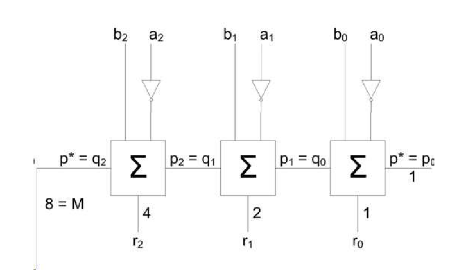 b₂ a₂ b₁ a₁ b₀ a₀
p* = q₂ Σ p₂ = q₁ Σ p₁ = q₀ Σ p* = p₀
1
8 = M 4 2 1
r₂ r₁ r₀